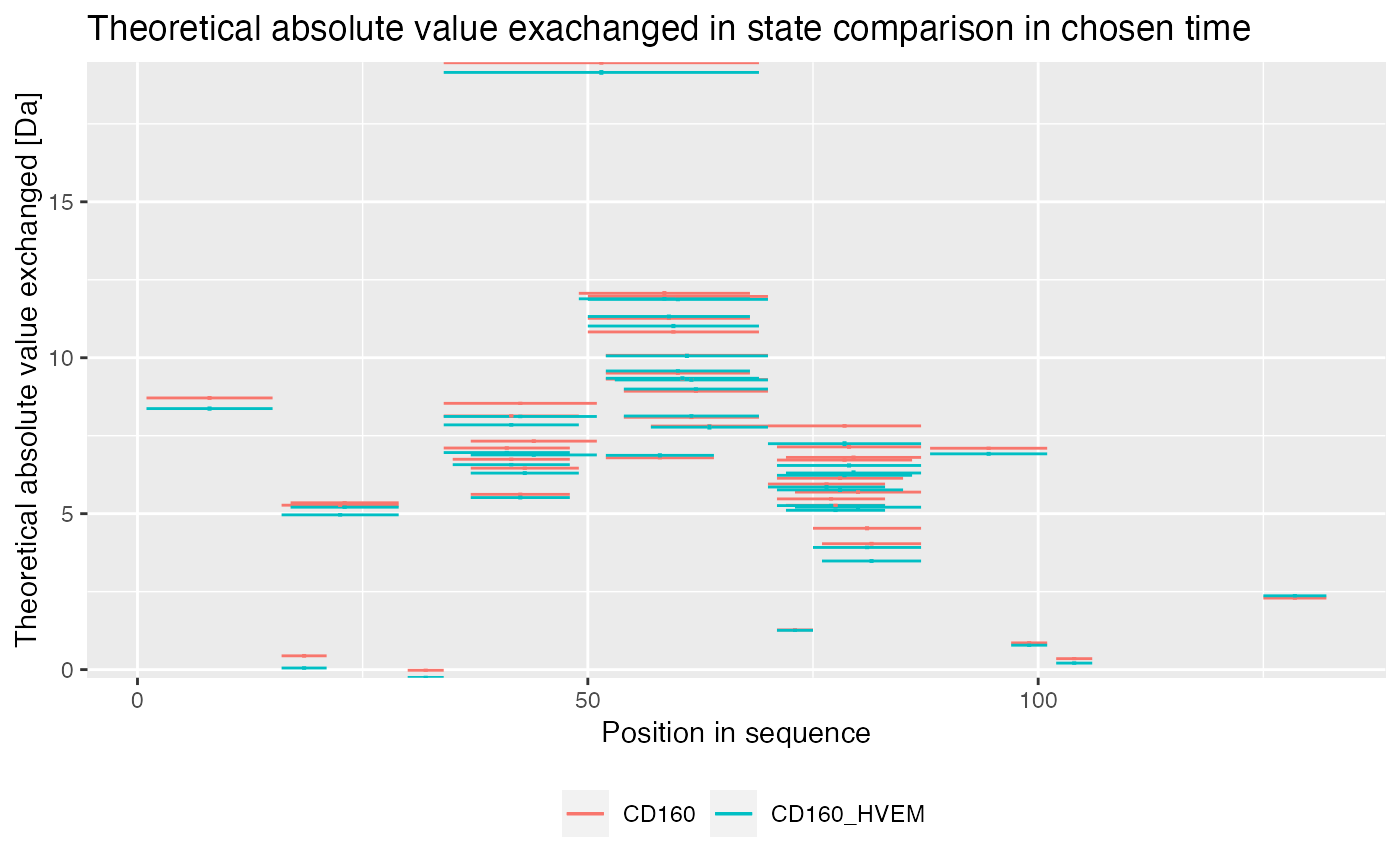 Theoretical absolute value exachanged in state comparison in chosen time
Theoretical absolute value exchanged [Da]
15
10
5
0
0 50 100
Position in sequence
CD160 CD160_HVEM